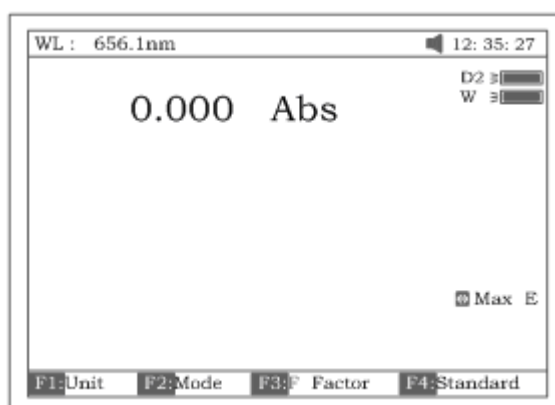 WL : 656.1nm 12: 35: 27
D2
W
0.000 Abs
Max E
F1:Unit F2:Mode F3:F Factor F4:Standard